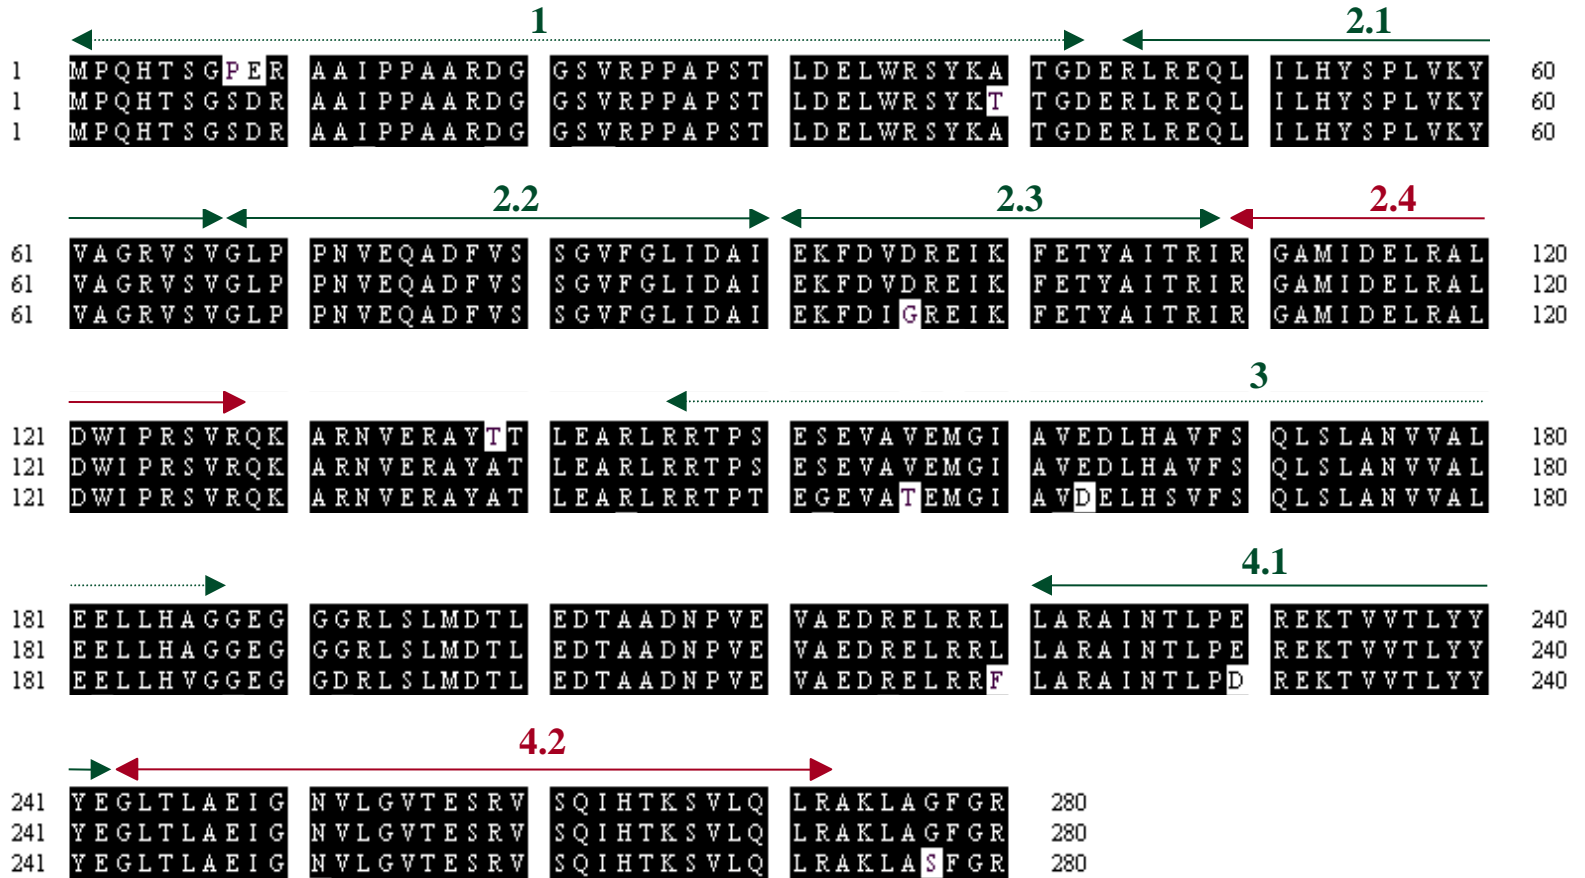 1 2.1
1 MPQHTSGPER AAIPPAARDG GSVRPPAPST LDELWRSYKA TGDERLREQL ILHYSPLVKY 60
1 MPQHTSGSDR AAIPPAARDG GSVRPPAPST LDELWRSYKT TGDERLREQL ILHYSPLVKY 60
1 MPQHTSGSDR AAIPPAARDG GSVRPPAPST LDELWRSYKA TGDERLREQL ILHYSPLVKY 60
2.2 2.3 2.4
61 VAGRVSVGLP PNVEQADFVS SGVFGLIDAI EKFDVDREIK FETYAITRIR GAMIDELRAL 120
61 VAGRVSVGLP PNVEQADFVS SGVFGLIDAI EKFDVDREIK FETYAITRIR GAMIDELRAL 120
61 VAGRVSVGLP PNVEQADFVS SGVFGLIDAI EKFDIGREIK FETYAITRIR GAMIDELRAL 120
3
121 DWIPRSVRQK ARNVERAYTT LEARLRRTPS ESEVAVEMGI AVEDLHAVFS QLSLANVVAL 180
121 DWIPRSVRQK ARNVERAYAT LEARLRRTPS ESEVAVEMGI AVEDLHAVFS QLSLANVVAL 180
121 DWIPRSVRQK ARNVERAYAT LEARLRRTPT EGEVATEMGI AVDELHSVFS QLSLANVVAL 180
4.1
181 EELLHAGGEG GGRLSLMDTL EDTAADNPVE VAEDRELRRL LARAINTLPE REKTVVTLYY 240
181 EELLHAGGEG GGRLSLMDTL EDTAADNPVE VAEDRELRRL LARAINTLPE REKTVVTLYY 240
181 EELLHVGGEG GDRLSLMDTL EDTAADNPVE VAEDRELRRF LARAINTLPD REKTVVTLYY 240
4.2
241 YEGLTLAEIG NVLGVTESRV SQIHTKSVLQ LRAKLAGFGR 280
241 YEGLTLAEIG NVLGVTESRV SQIHTKSVLQ LRAKLAGFGR 280
241 YEGLTLAEIG NVLGVTESRV SQIHTKSVLQ LRAKLASFGR 280